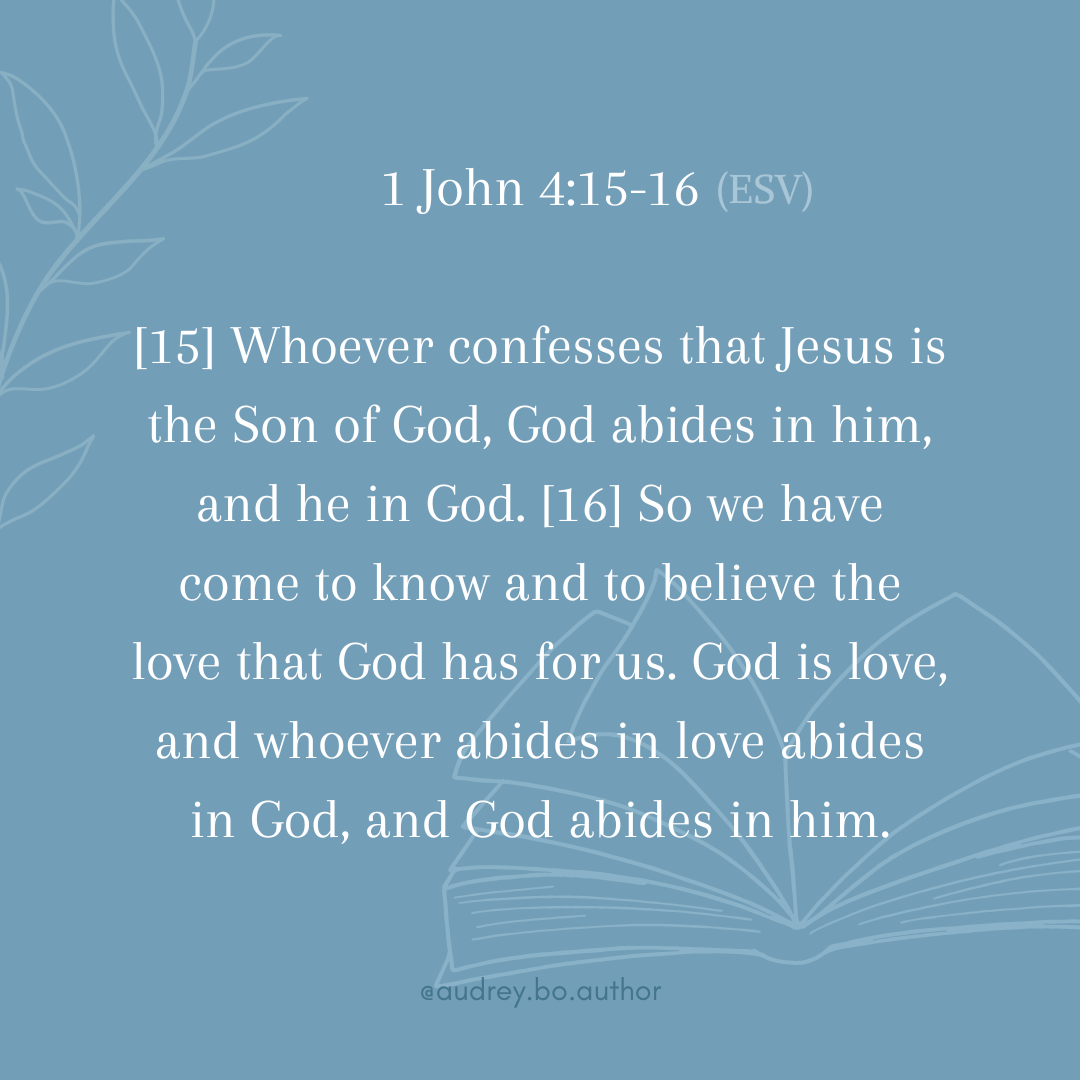 1 John 4:15-16 (ESV)
[15] Whoever confesses that Jesus is
the Son of God, God abides in him,
and he in God. [16] So we have
come to know and to believe the
love that God has for us. God is love,
and whoever abides in love abides
in God, and God abides in him.
@audrey.bo.author